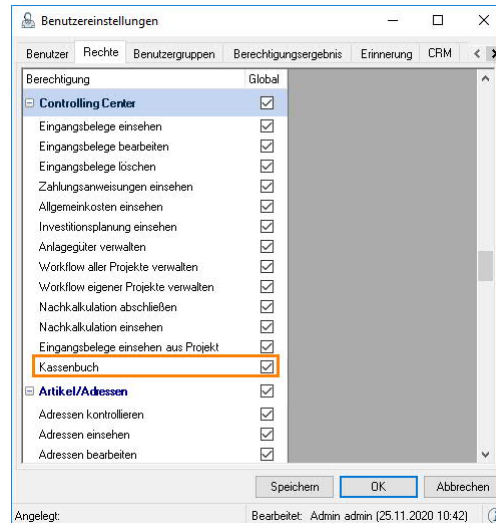 Benutzereinstellungen
Benutzer Rechte Benutzergruppen Berechtigungsergebnis Erinnerung CRM
Berechtigung Global
Controlling Center
Eingangsbelege einsehen
Eingangsbelege bearbeiten
Eingangsbelege löschen
Zahlungsanweisungen einsehen
Allgemeinkosten einsehen
Investitionsplanung einsehen
Anlagegüter verwalten
Workflow aller Projekte verwalten
Workflow eigener Projekte verwalten
Nachkalkulation abschließen
Nachkalkulation einsehen
Eingangsbelege einsehen aus Projekt
Kassenbuch
Artikel/Adressen
Adressen kontrollieren
Adressen einsehen
Adressen bearbeiten
Speichern OK Abbrechen
Angelegt: Bearbeitet: Admin admin (25.11.2020 10:42)